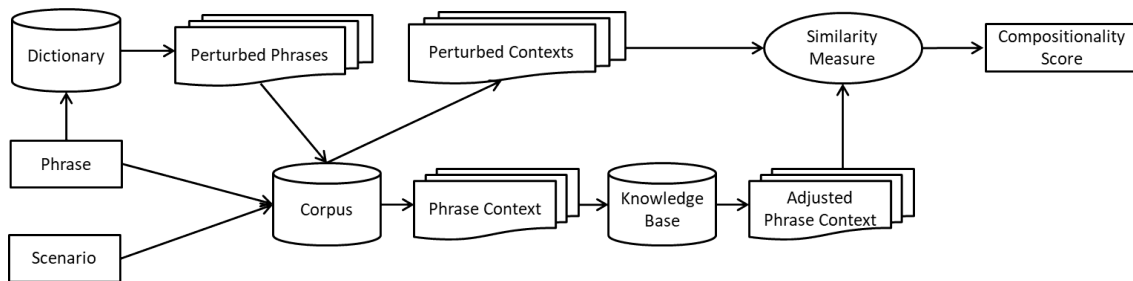 Dictionary
Perturbed Phrases
Perturbed Contexts
Similarity
Measure
Compositionality
Score
Phrase
Corpus
Phrase Context
Knowledge
Base
Adjusted
Phrase Context
Scenario